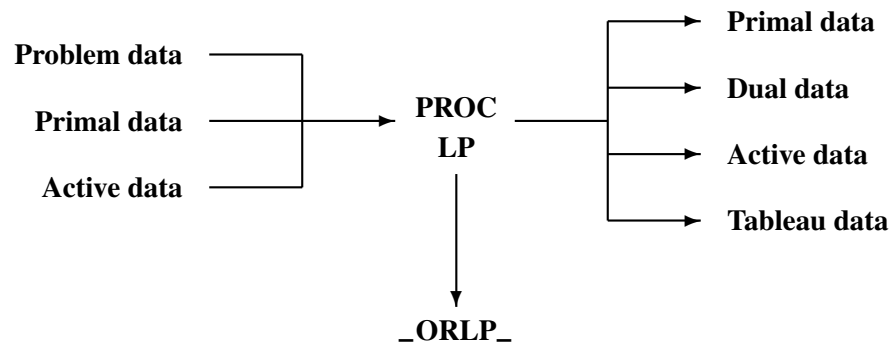 Problem data
Primal data
Active data
PROC
LP
_ORLP_
Primal data
Dual data
Active data
Tableau data